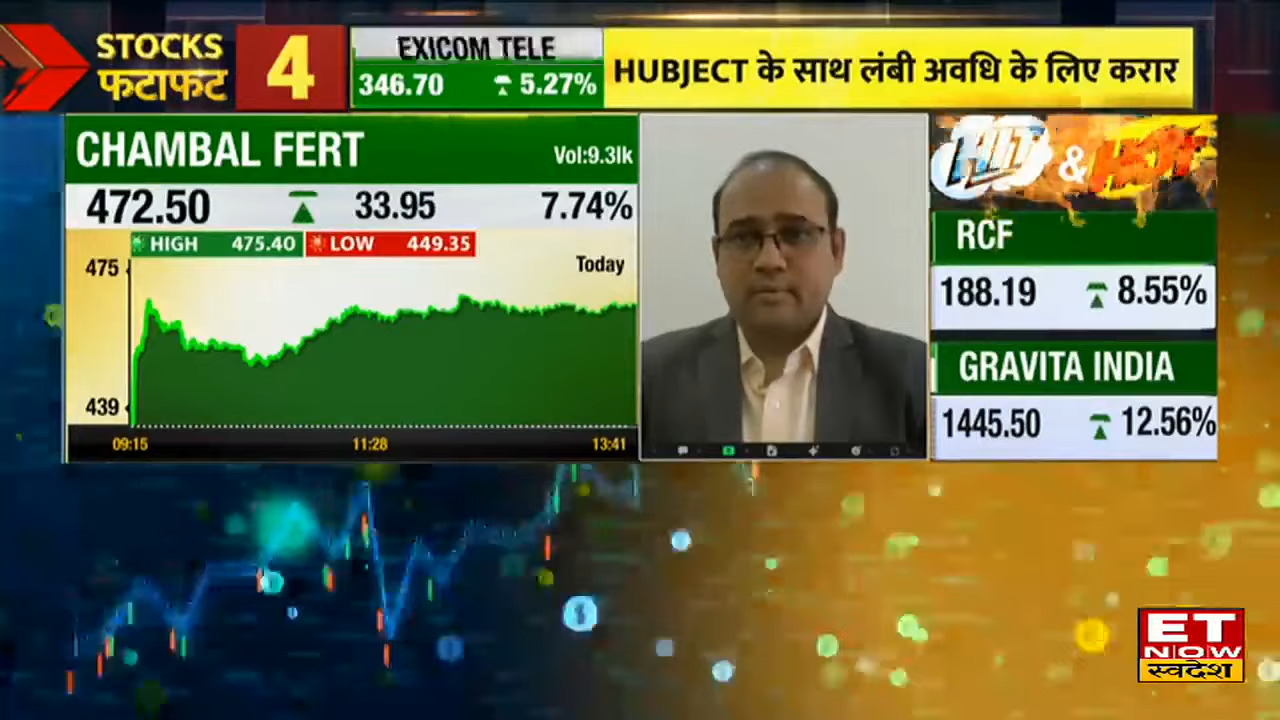 STOCKS
फटाफट
4
EXICOM TELE
346.70 5.27%
HUBJECT के साथ लंबी अवधि के लिए करार
CHAMBAL FERT
Vol:9.3lk
472.50 33.95 7.74%
HIGH 475.40 LOW 449.35
475
Today
439
09:15 11:28 13:41
HIT & HOT
RCF
188.19 8.55%
GRAVITA INDIA
1445.50 12.56%
ET
NOW
स्वदेश